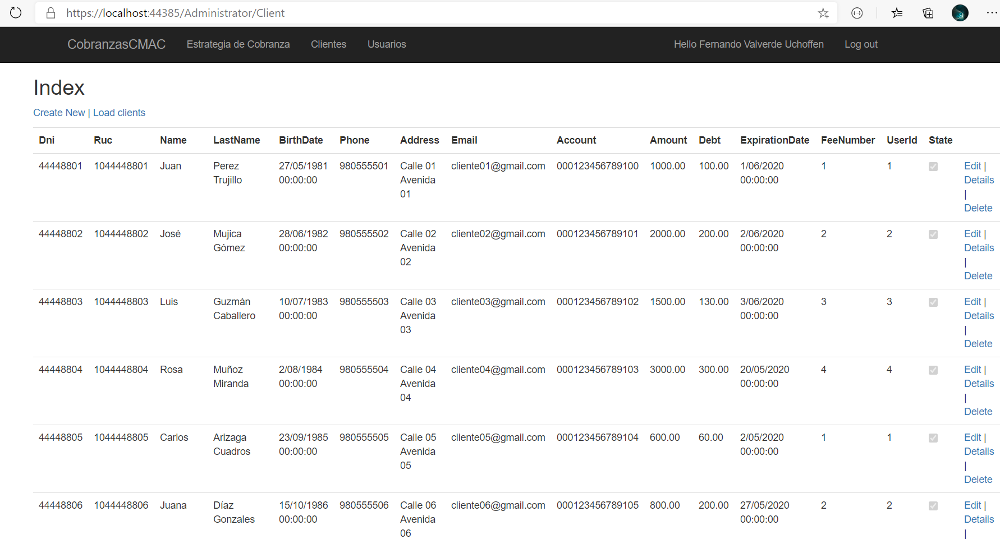 https://localhost:44385/Administrator/Client
CobranzasCMAC Estrategia de Cobranza Clientes Usuarios Hello Fernando Valverde Uchoffen Log out
Index
Create New | Load clients
Dni Ruc Name LastName BirthDate Phone Address Email Account Amount Debt ExpirationDate FeeNumber UserId State
44448801 1044448801 Juan Perez 27/05/1981 980555501 Calle 01 cliente01@gmail.com 000123456789100 1000.00 100.00 1/06/2020 1 1 Edit |
Trujillo 00:00:00 Avenida 00:00:00 Details
01 |
Delete
44448802 1044448802 José Mujica 28/06/1982 980555502 Calle 02 cliente02@gmail.com 000123456789101 2000.00 200.00 2/06/2020 2 2 Edit |
Gómez 00:00:00 Avenida 00:00:00 Details
02 |
Delete
44448803 1044448803 Luis Guzmán 10/07/1983 980555503 Calle 03 cliente03@gmail.com 000123456789102 1500.00 130.00 3/06/2020 3 3 Edit |
Caballero 00:00:00 Avenida 00:00:00 Details
03 |
Delete
44448804 1044448804 Rosa Muñoz 2/08/1984 980555504 Calle 04 cliente04@gmail.com 000123456789103 3000.00 300.00 20/05/2020 4 4 Edit |
Miranda 00:00:00 Avenida 00:00:00 Details
04 |
Delete
44448805 1044448805 Carlos Arizaga 23/09/1985 980555505 Calle 05 cliente05@gmail.com 000123456789104 600.00 60.00 2/05/2020 1 1 Edit |
Cuadros 00:00:00 Avenida 00:00:00 Details
05 |
Delete
44448806 1044448806 Juana Díaz 15/10/1986 980555506 Calle 06 cliente06@gmail.com 000123456789105 800.00 200.00 27/05/2020 2 2 Edit |
Gonzales 00:00:00 Avenida 00:00:00 Details
06 |